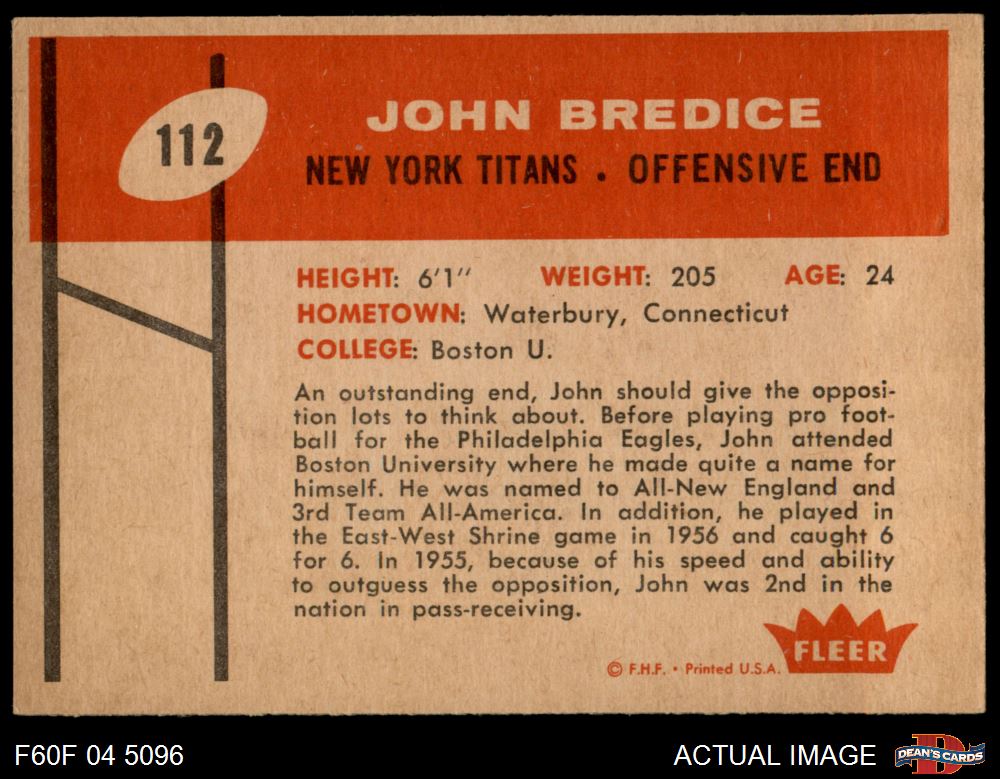 112
JOHN BREDICE
NEW YORK TITANS . OFFENSIVE END
HEIGHT: 6'1" WEIGHT: 205 AGE: 24
HOMETOWN: Waterbury, Connecticut
COLLEGE: Boston U.
An outstanding end, John should give the opposi-
tion lots to think about. Before playing pro foot-
ball for the Philadelphia Eagles, John attended
Boston University where he made quite a name for
himself. He was named to All-New England and
3rd Team All-America. In addition, he played in
the East-West Shrine game in 1956 and caught 6
for 6. In 1955, because of his speed and ability
to outguess the opposition, John was 2nd in the
nation in pass-receiving.
FLEER
© F.H.F. • Printed U.S.A.
F60F 04 5096 ACTUAL IMAGE
D
DEAN'S CARDS